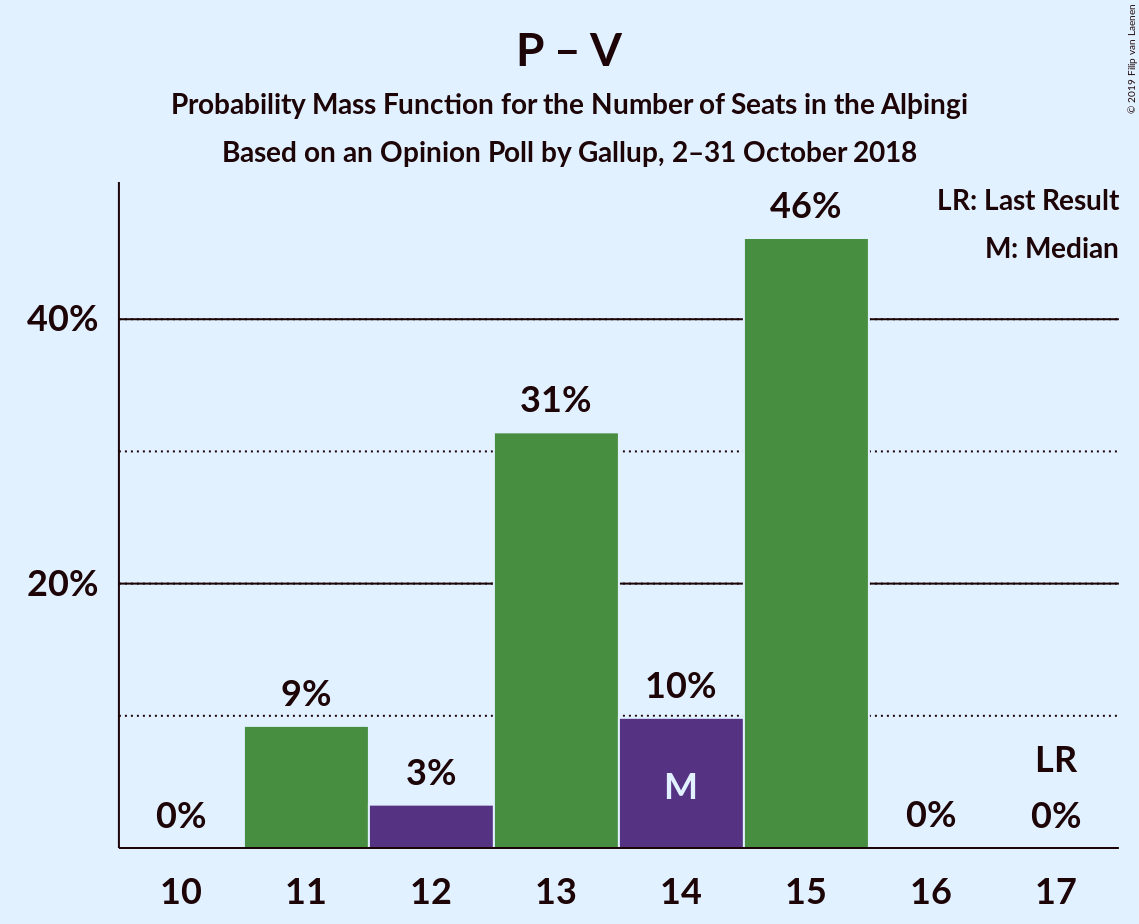 P – V
Probability Mass Function for the Number of Seats in the Alþingi
Based on an Opinion Poll by Gallup, 2–31 October 2018
© 2019 Filip van Laenen
LR: Last Result
M: Median
40%
20%
0%
9%
3%
31%
10%
M
46%
0%
LR
0%
10 11 12 13 14 15 16 17